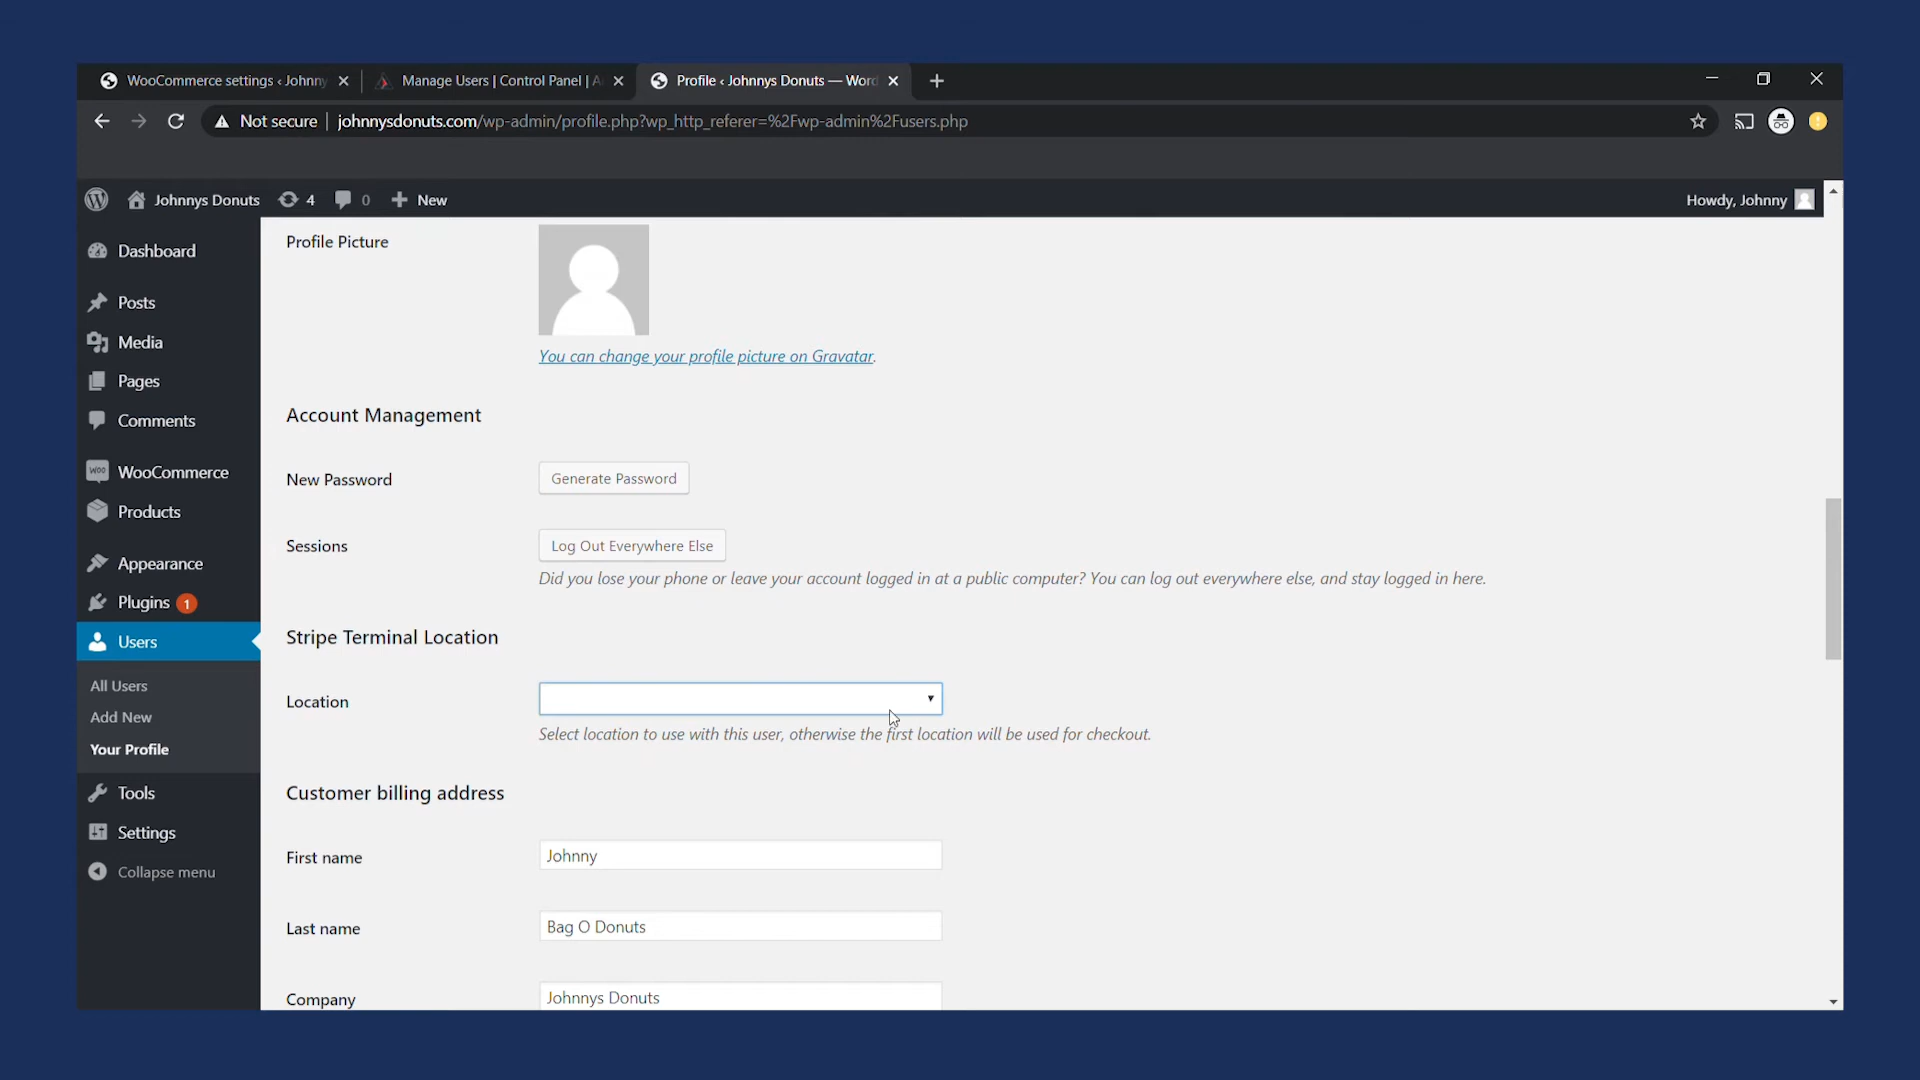 WooCommerce settings ‹ Johnny
Manage Users | Control Panel | A
Profile ‹ Johnnys Donuts — Word
Not secure
johnnysdonuts.com/wp-admin/profile.php?wp_http_referer=%2Fwp-admin%2Fusers.php
Johnnys Donuts
4
0
New
Howdy, Johnny
Dashboard
Posts
Media
Pages
Comments
WOO
WooCommerce
Products
Appearance
Plugins 1
Users
All Users
Add New
Your Profile
Tools
Settings
Collapse menu
Profile Picture
You can change your profile picture on Gravatar.
Account Management
New Password
Generate Password
Sessions
Log Out Everywhere Else
Did you lose your phone or leave your account logged in at a public computer? You can log out everywhere else, and stay logged in here.
Stripe Terminal Location
Location
Select location to use with this user, otherwise the first location will be used for checkout.
Customer billing address
First name
Johnny
Last name
Bag O Donuts
Company
Johnnys Donuts